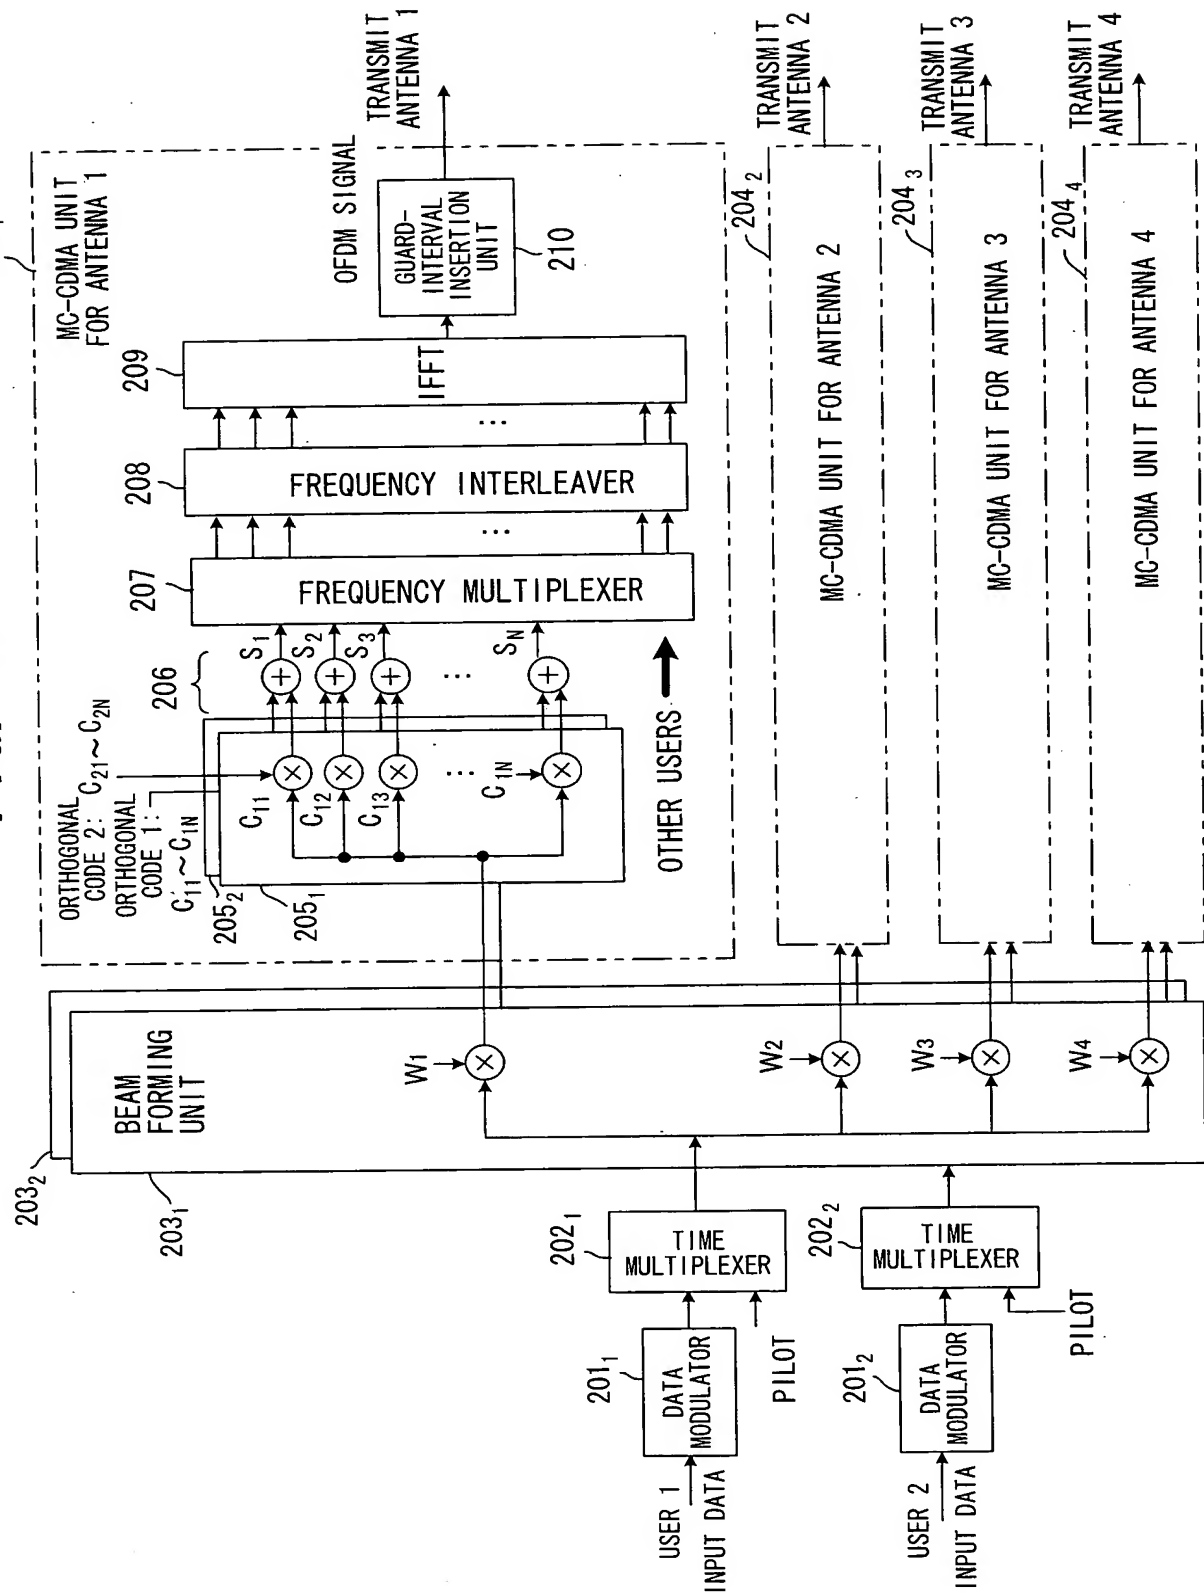 USER 1
INPUT DATA
201₁
DATA
MODULATOR
PILOT
202₁
TIME
MULTIPLEXER
USER 2
INPUT DATA
201₂
DATA
MODULATOR
PILOT
202₂
TIME
MULTIPLEXER
203₂
203₁
BEAM
FORMING
UNIT
W₁
W₂
W₃
W₄
MC-CDMA UNIT
FOR ANTENNA 1
ORTHOGONAL
CODE 2: C₂₁~C₂ₙ
ORTHOGONAL
CODE 1:
C₁₁~C₁ₙ
205₂
205₁
C₁₁
C₁₂
C₁₃
...
C₁ₙ
206
S₁
S₂
S₃
...
Sₙ
OTHER USERS
207
FREQUENCY MULTIPLEXER
...
208
FREQUENCY INTERLEAVER
...
209
IFFT
OFDM SIGNAL
GUARD-
INTERVAL
INSERTION
UNIT
210
TRANSMIT
ANTENNA 1
204₂
MC-CDMA UNIT FOR ANTENNA 2
TRANSMIT
ANTENNA 2
204₃
MC-CDMA UNIT FOR ANTENNA 3
TRANSMIT
ANTENNA 3
204₄
MC-CDMA UNIT FOR ANTENNA 4
TRANSMIT
ANTENNA 4